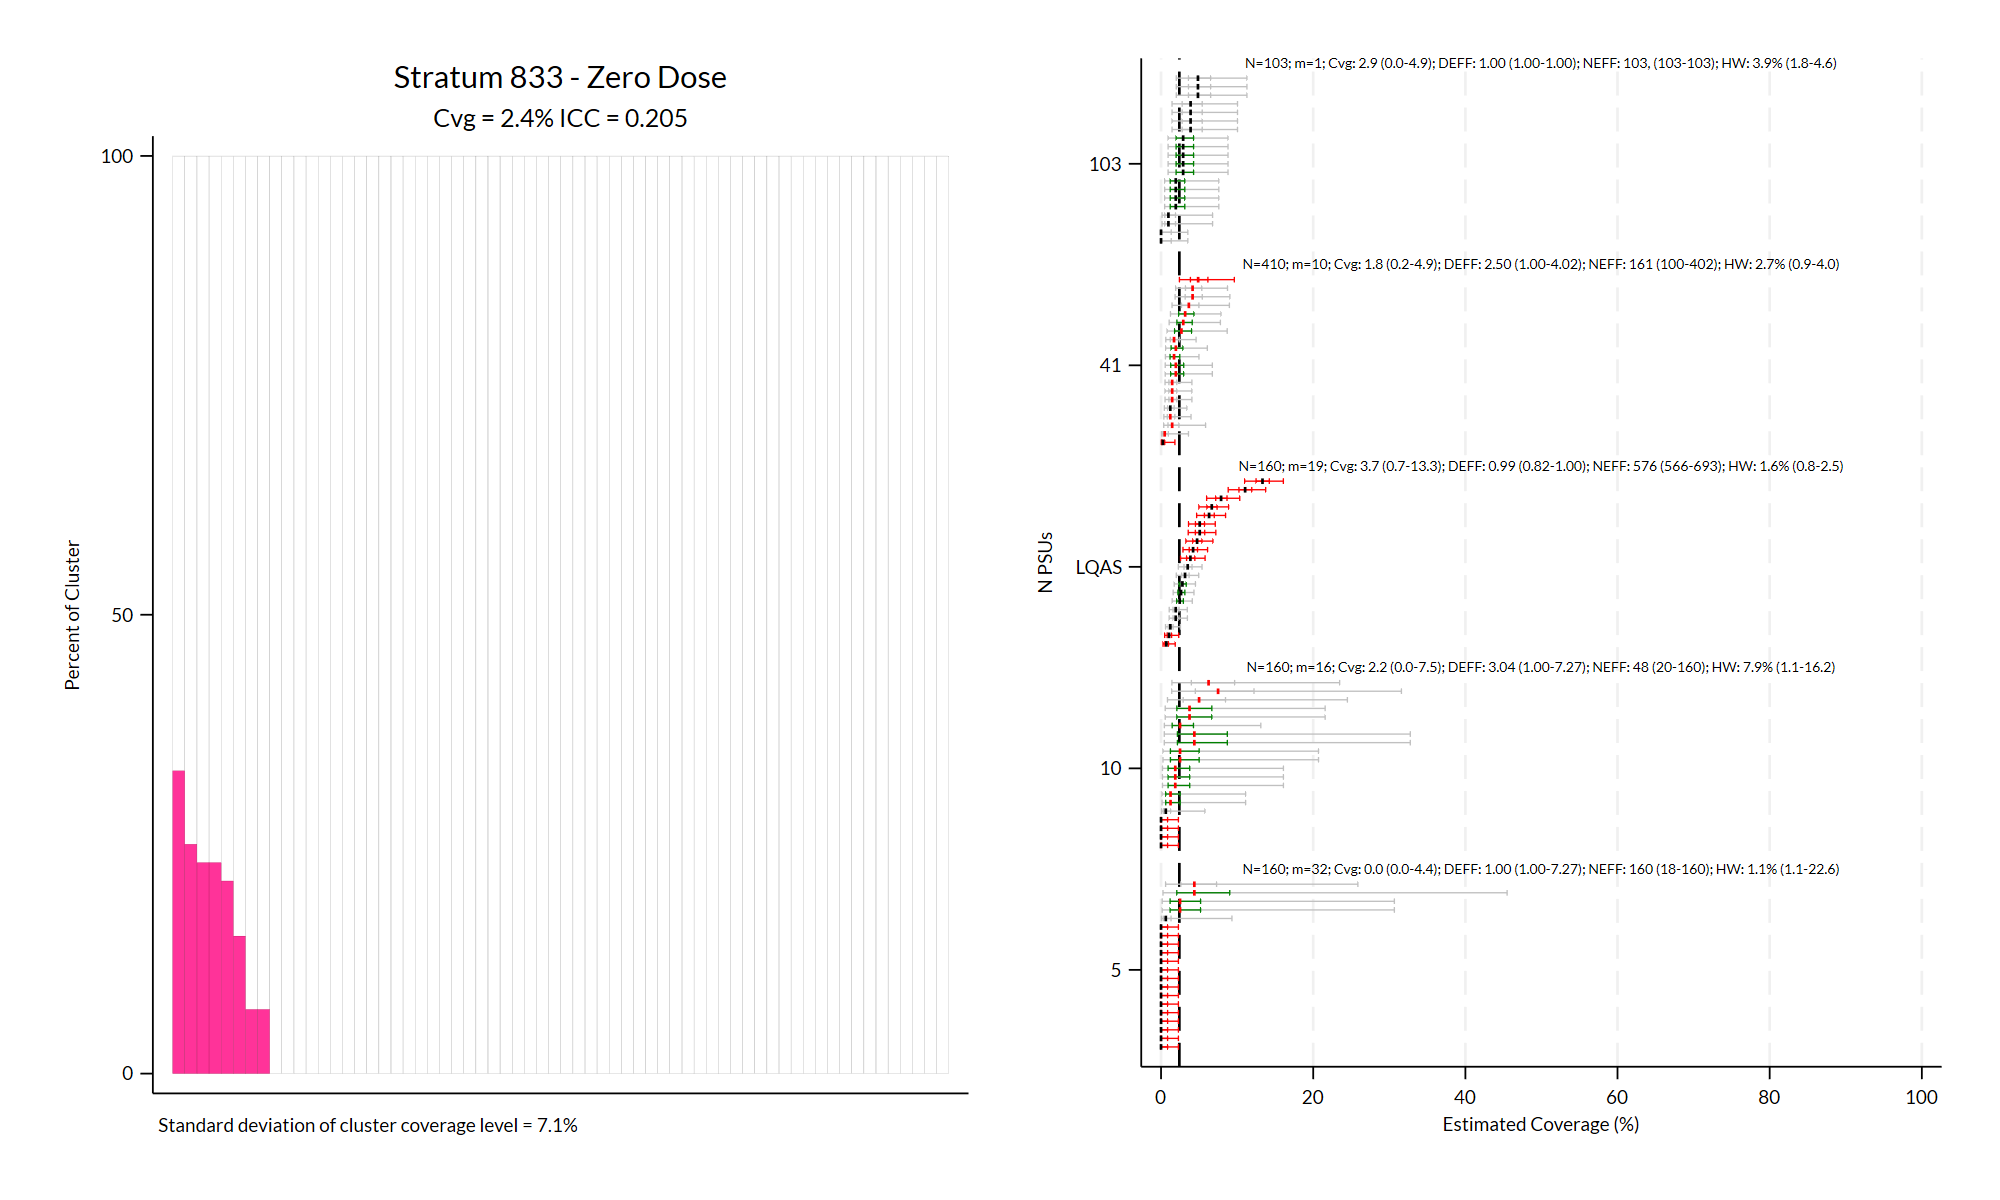 Stratum 833 - Zero Dose
Cvg = 2.4% ICC = 0.205
100
50
0
Percent of Cluster
Standard deviation of cluster coverage level = 7.1%
N=103; m=1; Cvg: 2.9 (0.0-4.9); DEFF: 1.00 (1.00-1.00); NEFF: 103, (103-103); HW: 3.9% (1.8-4.6)
103
N=410; m=10; Cvg: 1.8 (0.2-4.9); DEFF: 2.50 (1.00-4.02); NEFF: 161 (100-402); HW: 2.7% (0.9-4.0)
41
N=160; m=19; Cvg: 3.7 (0.7-13.3); DEFF: 0.99 (0.82-1.00); NEFF: 576 (566-693); HW: 1.6% (0.8-2.5)
LQAS
N=160; m=16; Cvg: 2.2 (0.0-7.5); DEFF: 3.04 (1.00-7.27); NEFF: 48 (20-160); HW: 7.9% (1.1-16.2)
10
N=160; m=32; Cvg: 0.0 (0.0-4.4); DEFF: 1.00 (1.00-7.27); NEFF: 160 (18-160); HW: 1.1% (1.1-22.6)
5
N PSUs
0 20 40 60 80 100
Estimated Coverage (%)